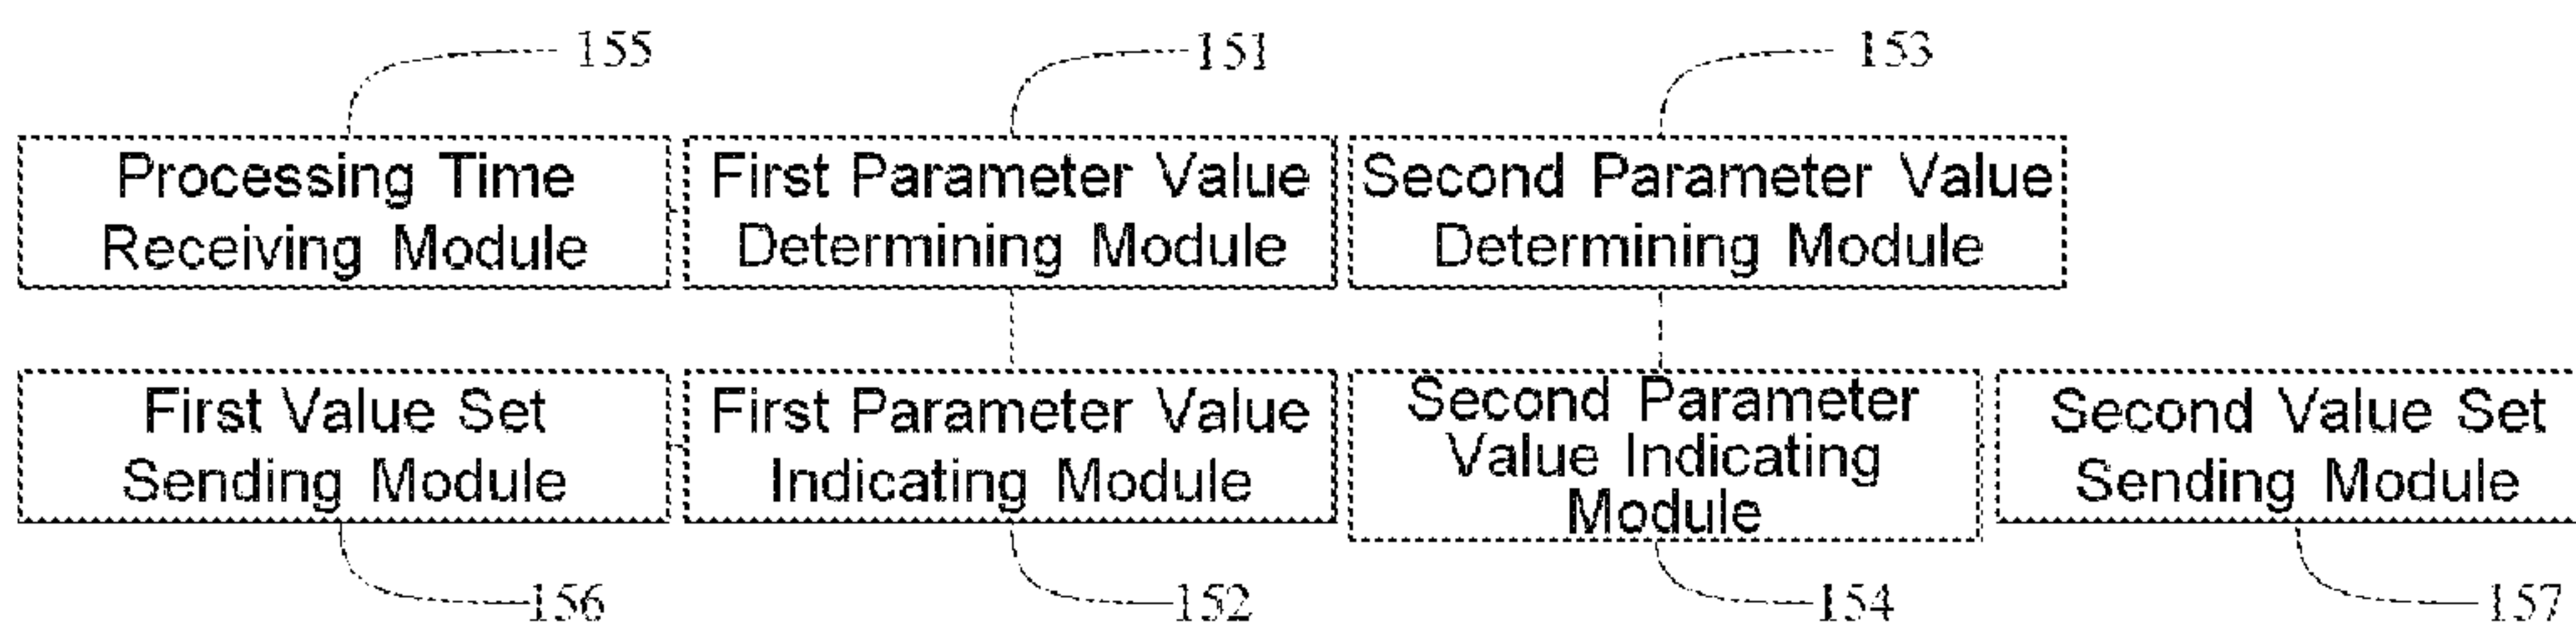 155
151
153
Processing Time
Receiving Module
First Parameter Value
Determining Module
Second Parameter Value
Determining Module
First Value Set
Sending Module
First Parameter Value
Indicating Module
Second Parameter
Value Indicating
Module
Second Value Set
Sending Module
156
152
154
157